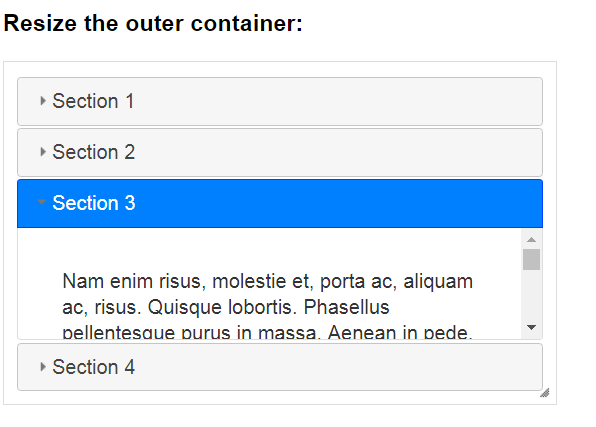 Resize the outer container:
Section 1
Section 2
Section 3
Nam enim risus, molestie et, porta ac, aliquam
ac, risus. Quisque lobortis. Phasellus
pellentesque purus in massa. Aenean in pede.
Section 4